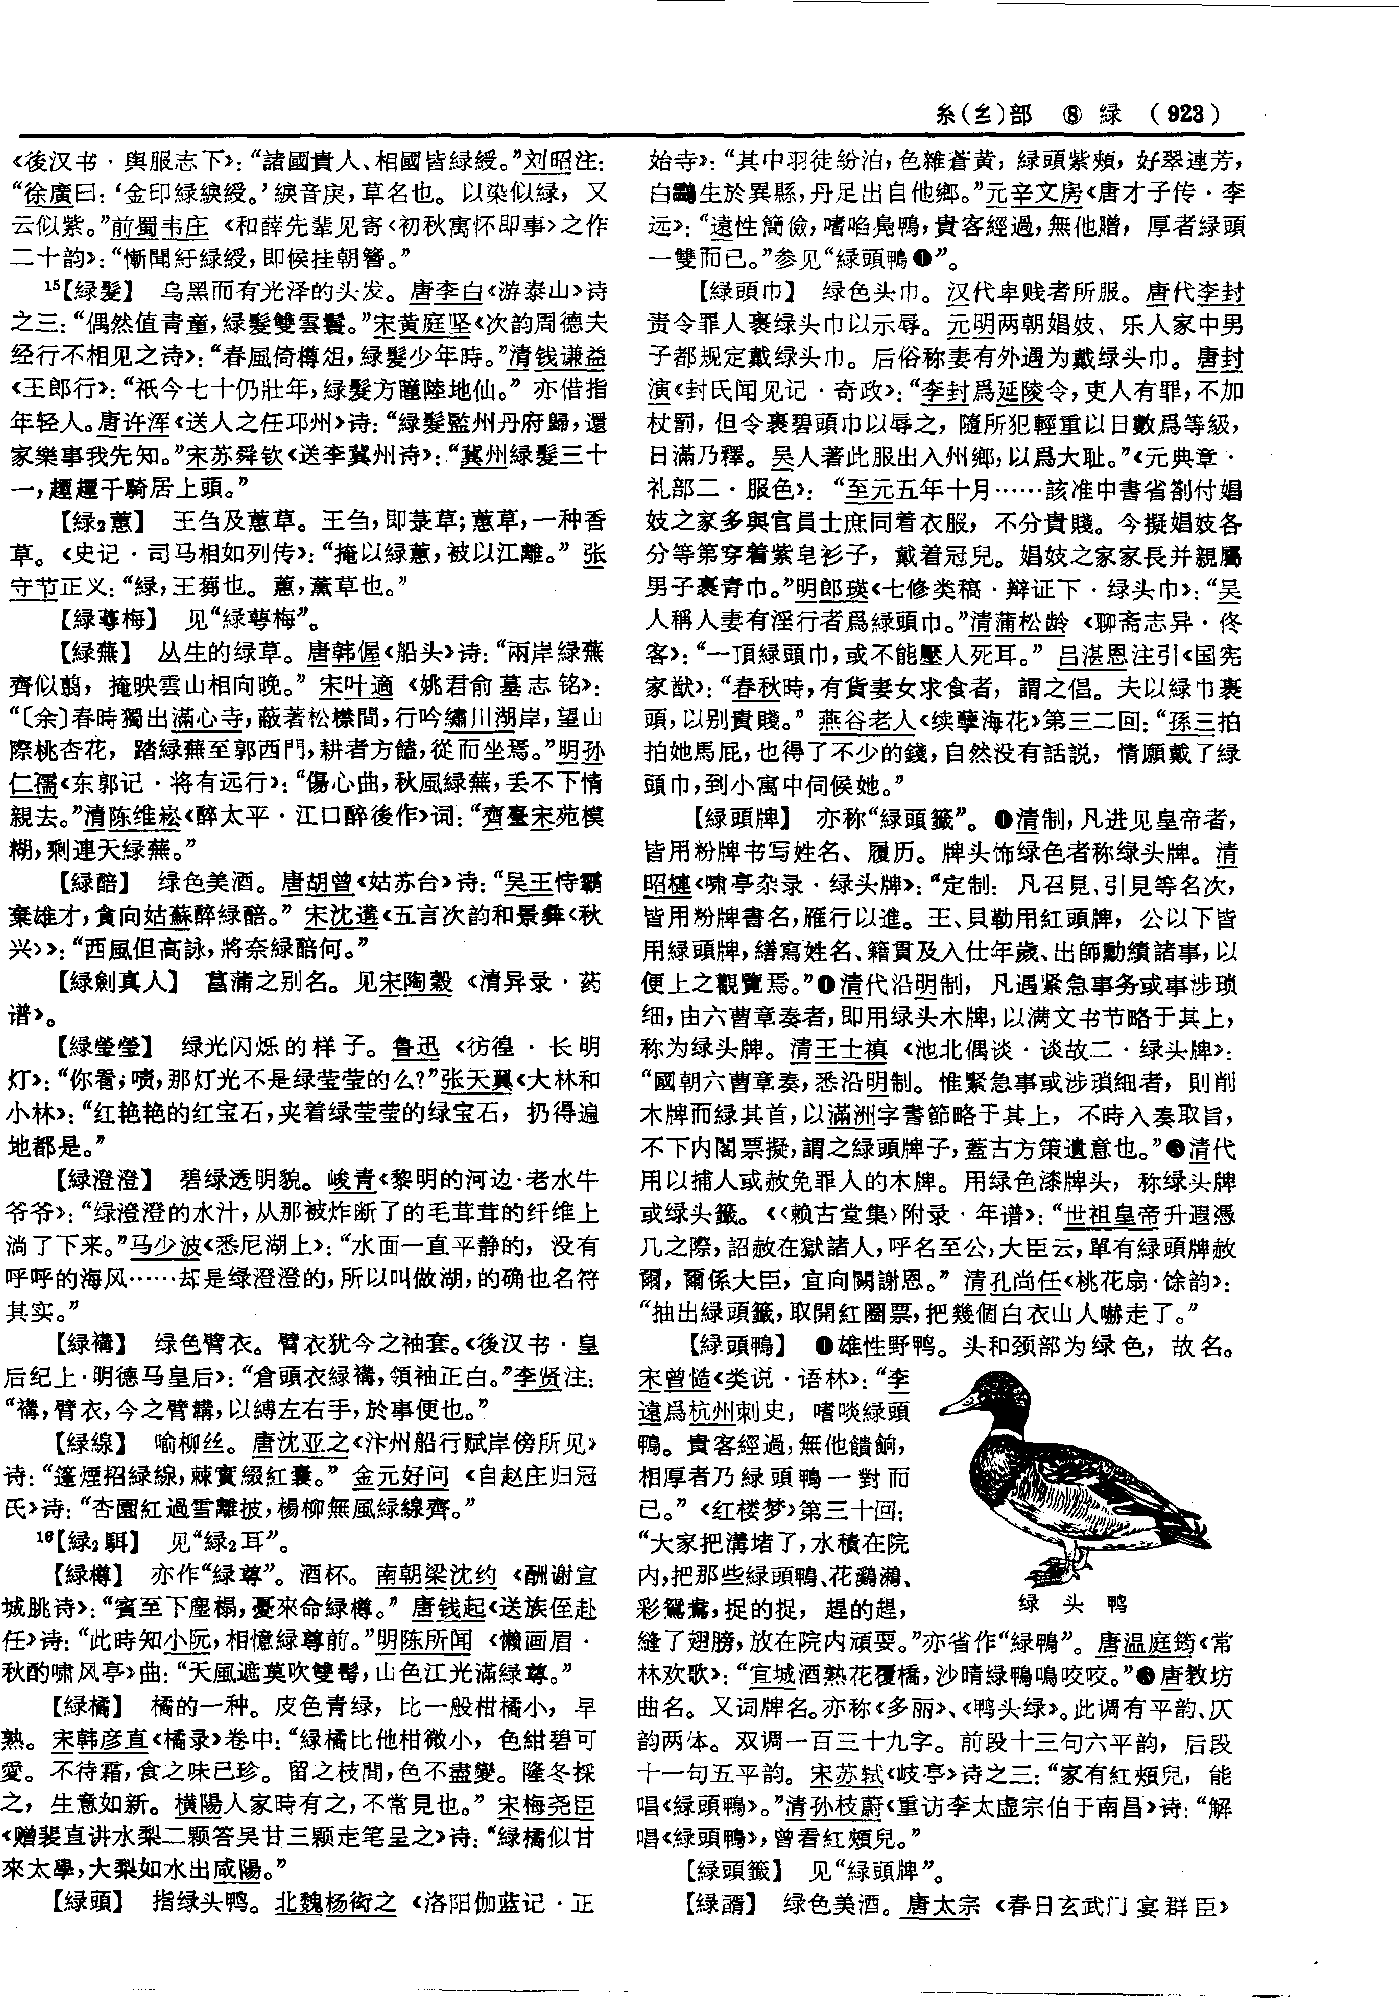 糸(纟)部 ⑧ 绿 (923)
《後汉书·舆服志下》：“諸國貴人、相國皆緑綬。”刘昭注：
“徐廣曰：‘金印緑綟綬。’綟音戾，草名也。以染似緑，又
云似紫。”前蜀韦庄《和薛先辈见寄〈初秋寓怀即事〉之作
二十韵》：“慚聞紆緑綬，即候挂朝簪。”
¹⁵【緑髮】 乌黑而有光泽的头发。唐李白《游泰山》诗
之三：“偶然值青童，緑髮雙雲鬟。”宋黄庭坚《次韵周德夫
经行不相见之诗》：“春風倚樽俎，緑髮少年時。”清钱谦益
《王郎行》：“祇今七十仍壯年，緑髮方瞳陸地仙。”亦借指
年轻人。唐许浑《送人之任邛州》诗：“緑髮監州丹府歸，還
家樂事我先知。”宋苏舜钦《送李冀州诗》：“冀州緑髮三十
一，趯趯千騎居上頭。”
【緑₂蕙】 王刍及蕙草。王刍，即菉草；蕙草，一种香
草。《史记·司马相如列传》：“掩以緑蕙，被以江離。”张
守节正义：“緑，王芻也。蕙，薰草也。”
【緑萼梅】 见“緑萼梅”。
【緑蕪】 丛生的绿草。唐韩偓《船头》诗：“兩岸緑蕪
齊似翦，掩映雲山相向晚。”宋叶適《姚君俞墓志铭》：
“〔余〕春時獨出滿心寺，蔽著松檪間，行吟繡川湖岸，望山
際桃杏花，踏緑蕪至郭西門，耕者方饁，從而坐焉。”明孙
仁孺《东郭记·将有远行》：“傷心曲，秋風緑蕪，丢不下情
親去。”清陈维崧《醉太平·江口醉後作》词：“齊臺宋苑模
糊，剩連天緑蕪。”
【緑醅】 绿色美酒。唐胡曾《姑苏台》诗：“吴王恃霸
棄雄才，貪向姑蘇醉緑醅。”宋沈遘《五言次韵和景彝〈秋
兴〉》：“西風但高詠，將奈緑醅何。”
【緑劍真人】 菖蒲之别名。见宋陶穀《清异录·药
谱》。
【緑瑩瑩】 绿光闪烁的样子。鲁迅《彷徨·长明
灯》：“你看；啧，那灯光不是绿莹莹的么？”张天翼《大林和
小林》：“红艳艳的红宝石，夹着绿莹莹的绿宝石，扔得遍
地都是。”
【緑澄澄】 碧绿透明貌。峻青《黎明的河边·老水牛
爷爷》：“绿澄澄的水汁，从那被炸断了的毛茸茸的纤维上
淌了下来。”马少波《悉尼湖上》：“水面一直平静的，没有
呼呼的海风……却是绿澄澄的，所以叫做湖，的确也名符
其实。”
【緑褠】 绿色臂衣。臂衣犹今之袖套。《後汉书·皇
后纪上·明德马皇后》：“倉頭衣緑褠，領袖正白。”李贤注：
“褠，臂衣，今之臂韝，以縛左右手，於事便也。”
【緑線】 喻柳丝。唐沈亚之《汴州船行赋岸傍所见》
诗：“篷煙招緑線，棘實綴紅囊。”金元好问《自赵庄归冠
氏》诗：“杏園紅過雪離披，楊柳無風緑線齊。”
¹⁶【緑₂駬】 见“緑₂耳”。
【緑樽】 亦作“緑尊”。酒杯。南朝梁沈约《酬谢宣
城朓诗》：“賓至下塵榻，憂來命緑樽。”唐钱起《送族侄赴
任》诗：“此時知小阮，相憶緑尊前。”明陈所闻《懒画眉·
秋酌啸风亭》曲：“天風遮莫吹雙髩，山色江光滿緑尊。”
【緑橘】 橘的一种。皮色青绿，比一般柑橘小，早
熟。宋韩彦直《橘录》卷中：“緑橘比他柑微小，色紺碧可
愛。不待霜，食之味已珍。留之枝間，色不盡變。隆冬採
之，生意如新。横陽人家時有之，不常見也。”宋梅尧臣
《赠裴直讲水梨二颗答吴甘三颗走笔呈之》诗：“緑橘似甘
來太學，大梨如水出咸陽。”
【緑頭】 指绿头鸭。北魏杨衒之《洛阳伽蓝记·正
始寺》：“其中羽徒紛泊，色雜蒼黄，緑頭紫頰，好翠連芳，
白鷴生於異縣，丹足出自他鄉。”元辛文房《唐才子传·李
远》：“遠性簡儉，嗜啗鳧鴨，貴客經過，無他贈，厚者緑頭
一雙而已。”参见“緑頭鴨❶”。
【緑頭巾】 绿色头巾。汉代卑贱者所服。唐代李封
责令罪人裹绿头巾以示辱。元明两朝娼妓、乐人家中男
子都规定戴绿头巾。后俗称妻有外遇为戴绿头巾。唐封
演《封氏闻见记·奇政》：“李封爲延陵令，吏人有罪，不加
杖罰，但令裹碧頭巾以辱之，隨所犯輕重以日數爲等級，
日滿乃釋。吴人著此服出入州鄉，以爲大耻。”《元典章·
礼部二·服色》：“至元五年十月……該准中書省劄付娼
妓之家多與官員士庶同着衣服，不分貴賤。今擬娼妓各
分等第穿着紫皂衫子，戴着冠兒。娼妓之家家長并親屬
男子裹青巾。”明郎瑛《七修类稿·辩证下·绿头巾》：“吴
人稱人妻有淫行者爲緑頭巾。”清蒲松龄《聊斋志异·佟
客》：“一頂緑頭巾，或不能壓人死耳。”吕湛恩注引《国宪
家猷》：“春秋時，有貨妻女求食者，謂之倡。夫以緑巾裹
頭，以别貴賤。”燕谷老人《续孽海花》第三二回：“孫三拍
拍她馬屁，也得了不少的錢，自然没有話説，情願戴了緑
頭巾，到小寓中伺候她。”
【緑頭牌】 亦称“緑頭籤”。❶清制，凡进见皇帝者，
皆用粉牌书写姓名、履历。牌头饰绿色者称绿头牌。清
昭槤《啸亭杂录·绿头牌》：“定制：凡召見、引見等名次，
皆用粉牌書名，雁行以進。王、貝勒用紅頭牌，公以下皆
用緑頭牌，繕寫姓名、籍貫及入仕年歲、出師勳績諸事，以
便上之觀覽焉。”❷清代沿明制，凡遇紧急事务或事涉琐
细，由六曹章奏者，即用绿头木牌，以满文书节略于其上，
称为绿头牌。清王士禛《池北偶谈·谈故二·绿头牌》：
“國朝六曹章奏，悉沿明制。惟緊急事或涉瑣細者，則削
木牌而緑其首，以滿洲字書節略于其上，不時入奏取旨，
不下内閣票擬，謂之緑頭牌子，蓋古方策遺意也。”❸清代
用以捕人或赦免罪人的木牌。用绿色漆牌头，称绿头牌
或绿头籤。《〈赖古堂集〉附录·年谱》：“世祖皇帝升遐憑
几之際，詔赦在獄諸人，呼名至公，大臣云，單有緑頭牌赦
爾，爾係大臣，宜向闕謝恩。”清孔尚任《桃花扇·馀韵》：
“抽出緑頭籤，取開紅圈票，把幾個白衣山人嚇走了。”
【緑頭鴨】 ❶雄性野鸭。头和颈部为绿色，故名。
宋曾慥《类说·语林》：“李
遠爲杭州刺史，嗜啖緑頭
鴨。貴客經過，無他饋餉，
相厚者乃緑頭鴨一對而
已。”《红楼梦》第三十回：
“大家把溝堵了，水積在院
内，把那些緑頭鴨、花鸂鶒、
彩鴛鴦，捉的捉，趕的趕，
縫了翅膀，放在院内頑耍。”亦省作“緑鴨”。唐温庭筠《常
林欢歌》：“宜城酒熟花覆橋，沙晴緑鴨鳴咬咬。”❷唐教坊
曲名。又词牌名。亦称《多丽》、《鸭头绿》。此调有平韵、仄
韵两体。双调一百三十九字。前段十三句六平韵，后段
十一句五平韵。宋苏轼《岐亭》诗之三：“家有紅頰兒，能
唱《緑頭鴨》。”清孙枝蔚《重访李太虚宗伯于南昌》诗：“解
唱《緑頭鴨》，曾看紅頰兒。”
【緑頭籤】 见“緑頭牌”。
【緑醑】 绿色美酒。唐太宗《春日玄武门宴群臣》
绿头鸭